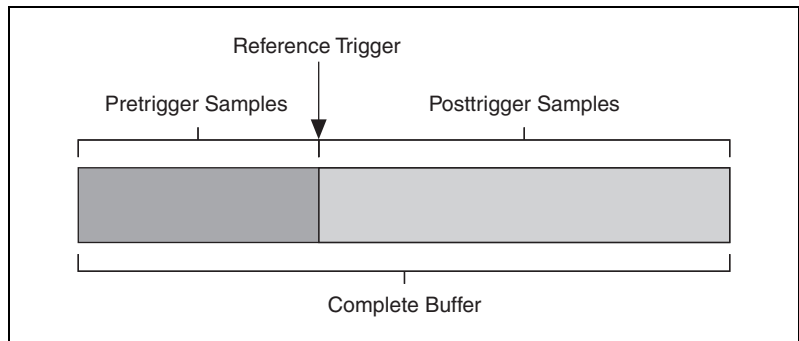 Reference Trigger
Pretrigger Samples
Posttrigger Samples
Complete Buffer